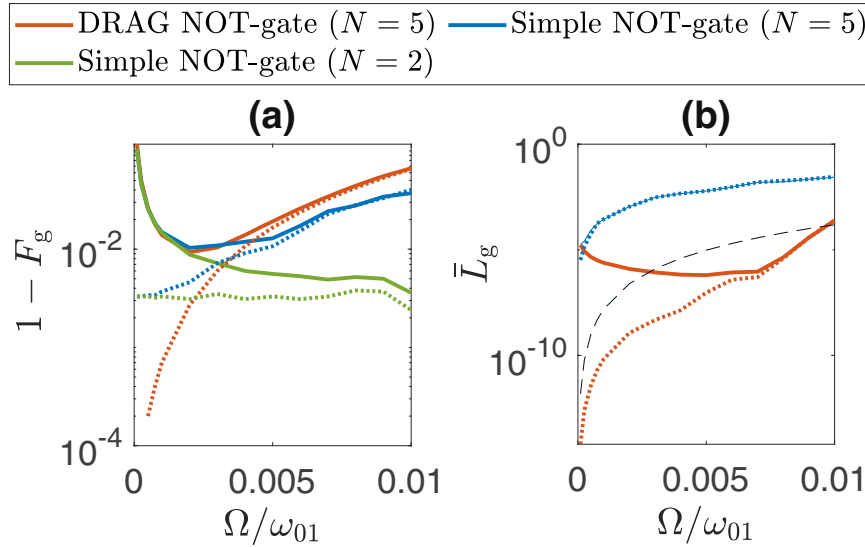 DRAG NOT-gate (N = 5) Simple NOT-gate (N = 5)
Simple NOT-gate (N = 2)
(a) (b)
1 − F_g
10^-2
10^-4
0 0.005 0.01
Ω/ω_01
L̄_g
10^0
10^-10
0 0.005 0.01
Ω/ω_01